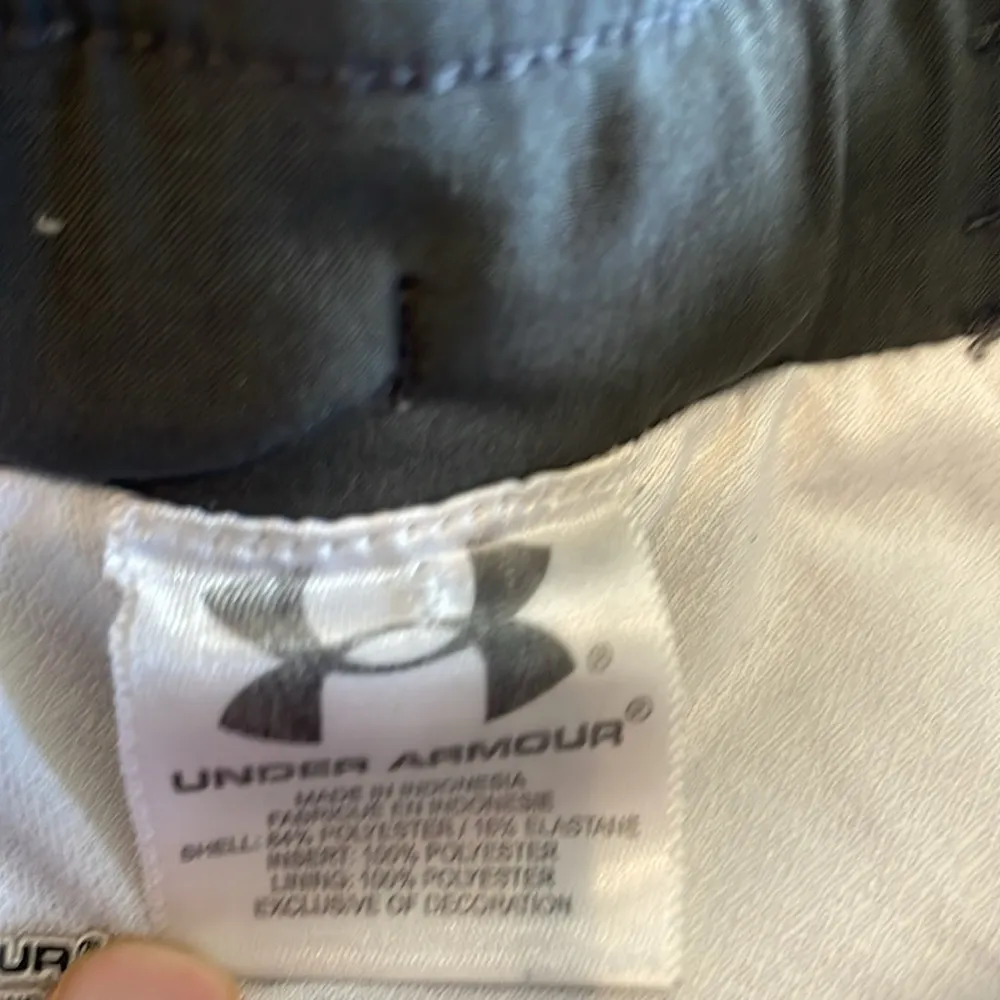 ®
UNDER ARMOUR®
MADE IN INDONESIA
FABRIQUE EN INDONESIE
SHELL: 84% POLYESTER / 16% ELASTANE
INSERT: 100% POLYESTER
LINING: 100% POLYESTER
EXCLUSIVE OF DECORATION
UR®